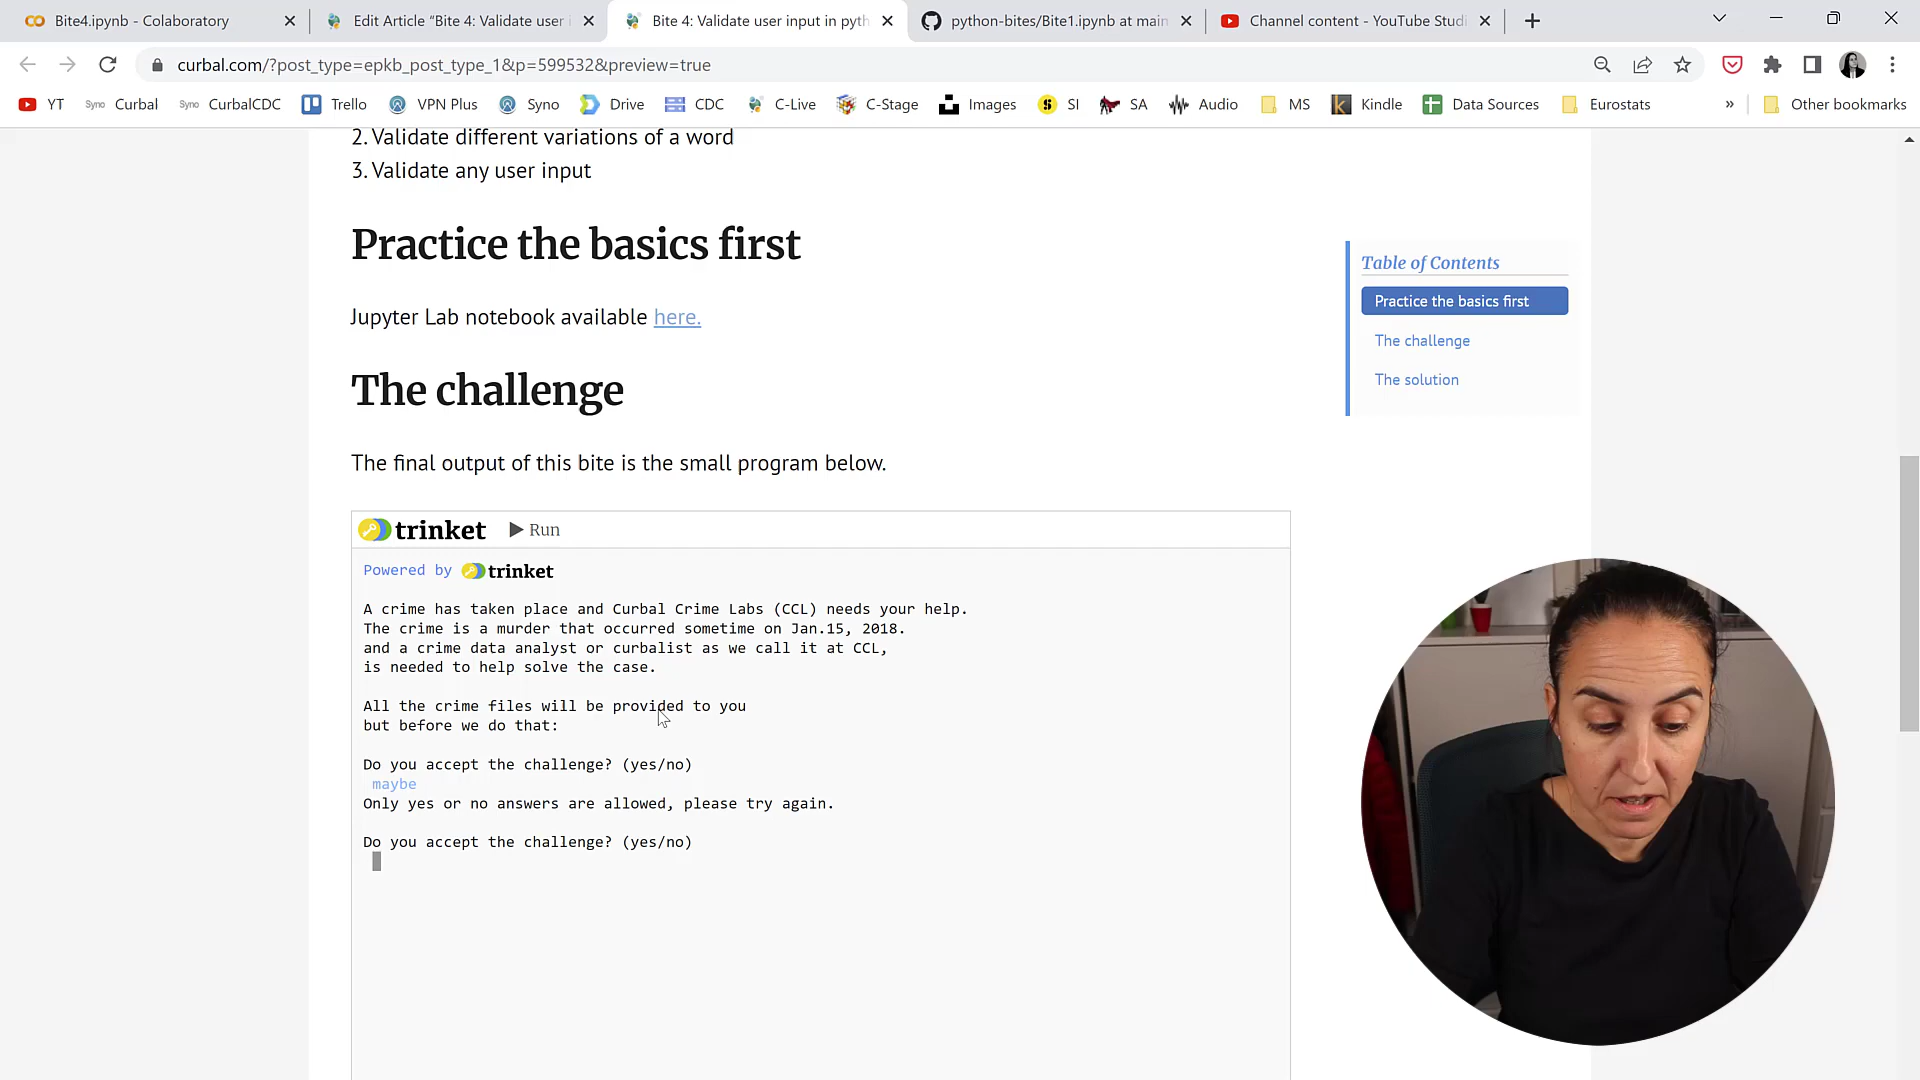 Bite4.ipynb - Colaboratory
Edit Article “Bite 4: Validate user i
Bite 4: Validate user input in pyth
python-bites/Bite1.ipynb at main
Channel content - YouTube Studi
curbal.com/?post_type=epkb_post_type_1&p=599532&preview=true
YT
Syno Curbal
Syno CurbalCDC
Trello
VPN Plus
Syno
Drive
CDC
C-Live
C-Stage
Images
SI
SA
Audio
MS
Kindle
Data Sources
Eurostats
»
Other bookmarks
2. Validate different variations of a word
3. Validate any user input
Practice the basics first
Jupyter Lab notebook available here.
The challenge
The final output of this bite is the small program below.
Table of Contents
Practice the basics first
The challenge
The solution
trinket Run
Powered by trinket
A crime has taken place and Curbal Crime Labs (CCL) needs your help.
The crime is a murder that occurred sometime on Jan.15, 2018.
and a crime data analyst or curbalist as we call it at CCL,
is needed to help solve the case.
All the crime files will be provided to you
but before we do that:
Do you accept the challenge? (yes/no)
maybe
Only yes or no answers are allowed, please try again.
Do you accept the challenge? (yes/no)